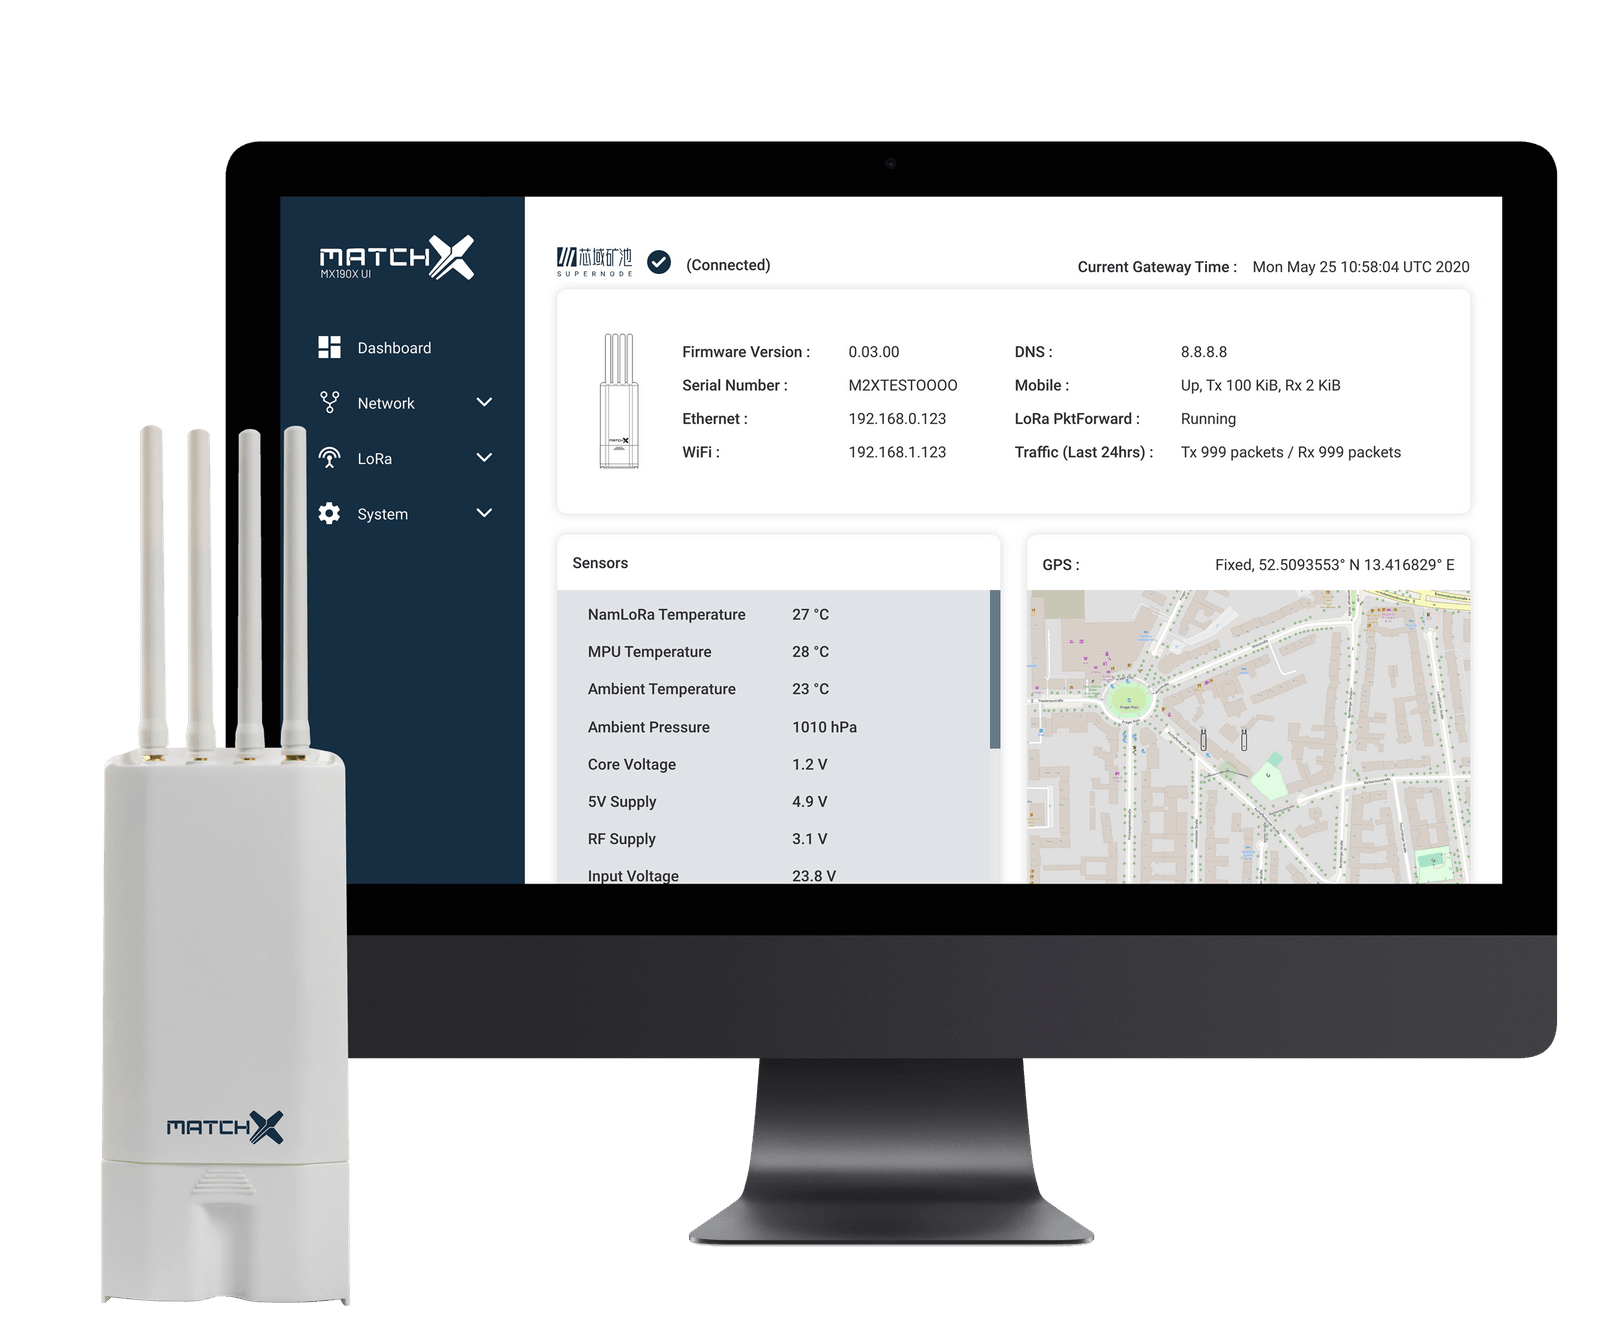 MATCHX
MX190X UI
Dashboard
Network
LoRa
System
芯域矿池
SUPERNODE
(Connected)
Current Gateway Time : Mon May 25 10:58:04 UTC 2020
Firmware Version : 0.03.00
Serial Number : M2XTESTOOOO
Ethernet : 192.168.0.123
WiFi : 192.168.1.123
DNS : 8.8.8.8
Mobile : Up, Tx 100 KiB, Rx 2 KiB
LoRa PktForward : Running
Traffic (Last 24hrs) : Tx 999 packets / Rx 999 packets
MATCHX
Sensors
NamLoRa Temperature 27 °C
MPU Temperature 28 °C
Ambient Temperature 23 °C
Ambient Pressure 1010 hPa
Core Voltage 1.2 V
5V Supply 4.9 V
RF Supply 3.1 V
Input Voltage 23.8 V
GPS : Fixed, 52.5093553° N 13.416829° E
Prager Platz
MATCHX